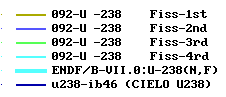 092-U -238 Fiss-1st
092-U -238 Fiss-2nd
092-U -238 Fiss-3rd
092-U -238 Fiss-4rd
ENDF/B-VII.0:U-238(N,F)
u238-ib46 (CIELO U238)